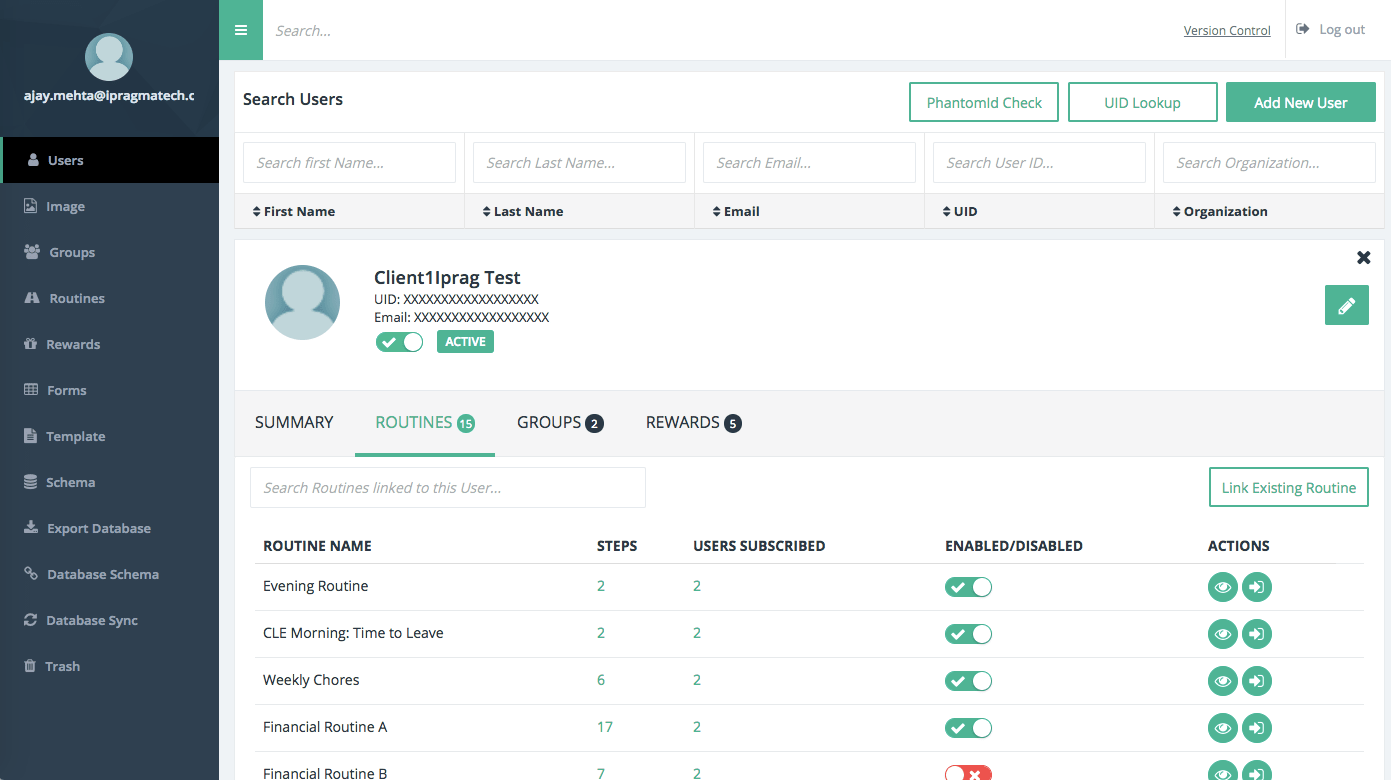 Search...
Version Control
Log out
ajay.mehta@ipragmatech.c
Users
Image
Groups
Routines
Rewards
Forms
Template
Schema
Export Database
Database Schema
Database Sync
Trash
Search Users
PhantomId Check
UID Lookup
Add New User
Search first Name...
Search Last Name...
Search Email...
Search User ID...
Search Organization...
First Name
Last Name
Email
UID
Organization
Client1Iprag Test
UID: XXXXXXXXXXXXXXXXXX
Email: XXXXXXXXXXXXXXXXXX
ACTIVE
SUMMARY
ROUTINES 15
GROUPS 2
REWARDS 5
Search Routines linked to this User...
Link Existing Routine
ROUTINE NAME STEPS USERS SUBSCRIBED ENABLED/DISABLED ACTIONS
Evening Routine 2 2
CLE Morning: Time to Leave 2 2
Weekly Chores 6 2
Financial Routine A 17 2
Financial Routine B 7 2